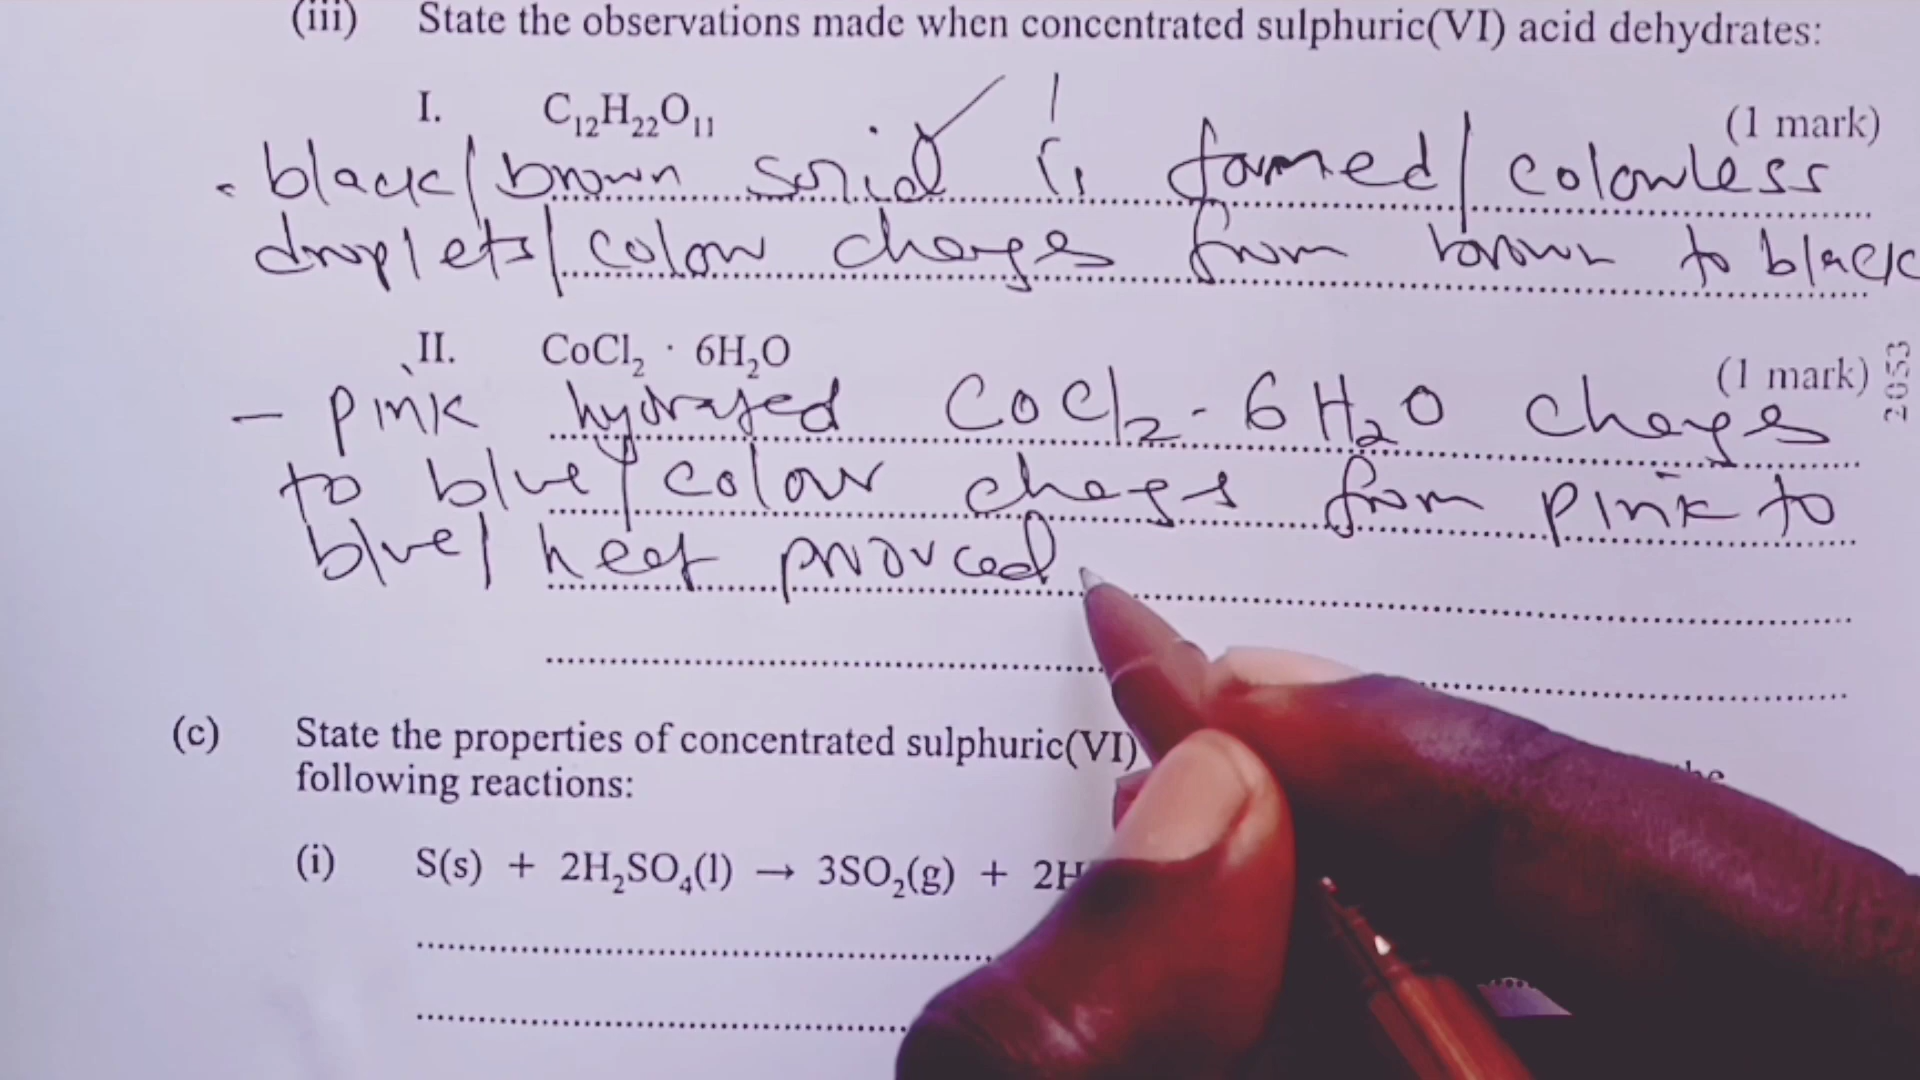 (iii) State the observations made when concentrated sulphuric(VI) acid dehydrates:
I. C₁₂H₂₂O₁₁ (1 mark)
black/brown solid is formed/colourless
droplets/colour changes from brown to black
II. CoCl₂ · 6H₂O (1 mark)
- Pink hydrated CoCl₂·6H₂O changes
to blue/colour changes from pink to
blue/heat produced
2053
(c) State the properties of concentrated sulphuric(VI)
following reactions:
(i) S(s) + 2H₂SO₄(l) → 3SO₂(g) + 2H